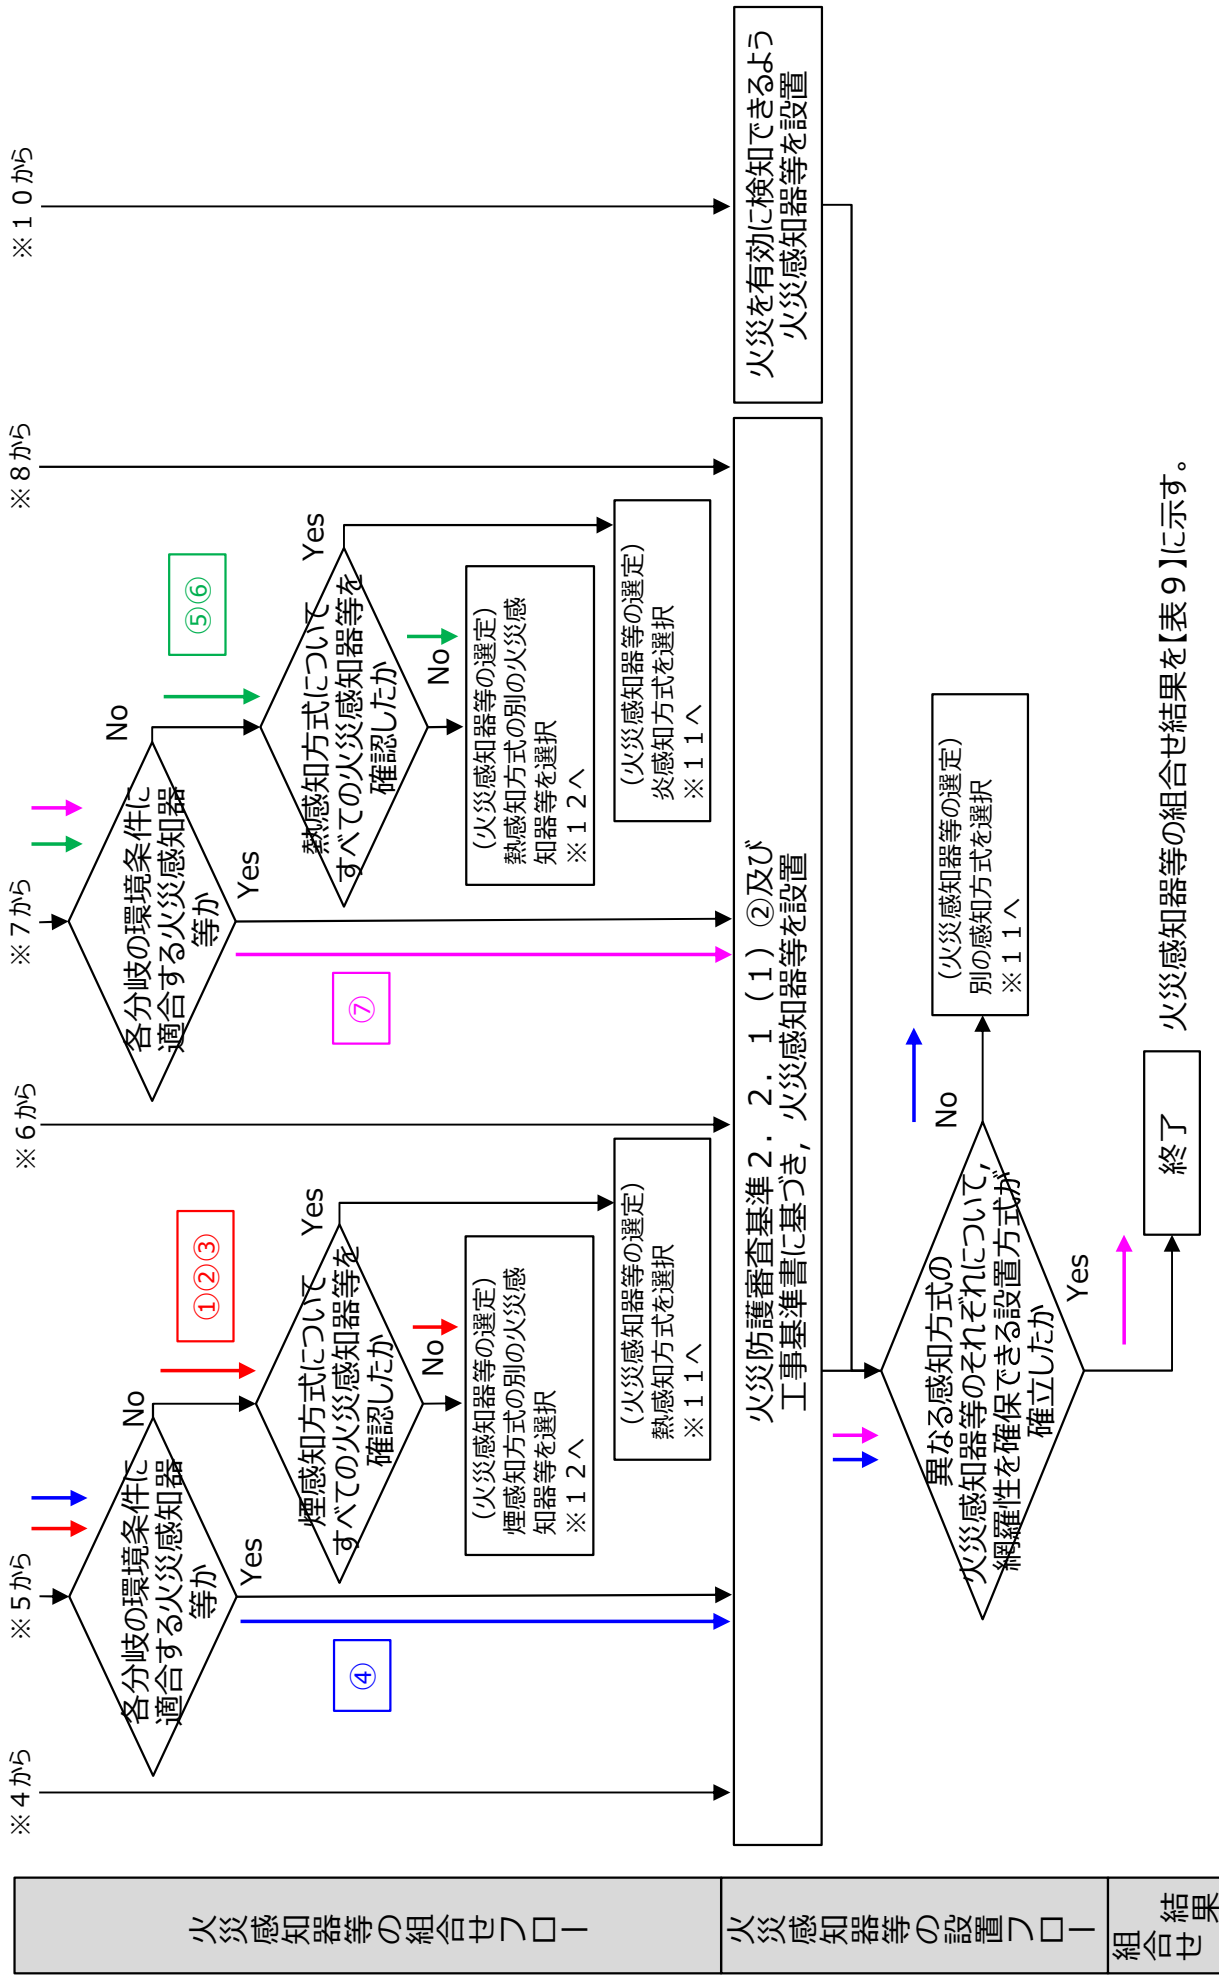 火災感知器等の組合せフロー
※４から
※５から
※６から
※７から
※８から
※１０から
各分岐の環境条件に
適合する火災感知器
等か
No
Yes
①②③
④
煙感知方式について
すべての火災感知器等を
確認したか
Yes
No
(火災感知器等の選定)
煙感知方式の別の火災感
知器等を選択
※１２へ
(火災感知器等の選定)
熱感知方式を選択
※１１へ
各分岐の環境条件に
適合する火災感知器
等か
No
Yes
⑤⑥
⑦
熱感知方式について
すべての火災感知器等を
確認したか
Yes
No
(火災感知器等の選定)
熱感知方式の別の火災感
知器等を選択
※１２へ
(火災感知器等の選定)
炎感知方式を選択
※１１へ
火災感知器等の設置フロー
火災防護審査基準２．２．１（１）②及び
工事基準書に基づき，火災感知器等を設置
火災を有効に検知できるよう
火災感知器等を設置
異なる感知方式の
火災感知器等のそれぞれについて，
網羅性を確保できる設置方式が
確立したか
No
Yes
(火災感知器等の選定)
別の感知方式を選択
※１１へ
組合せ
結果
終了
火災感知器等の組合せ結果を【表９】に示す。